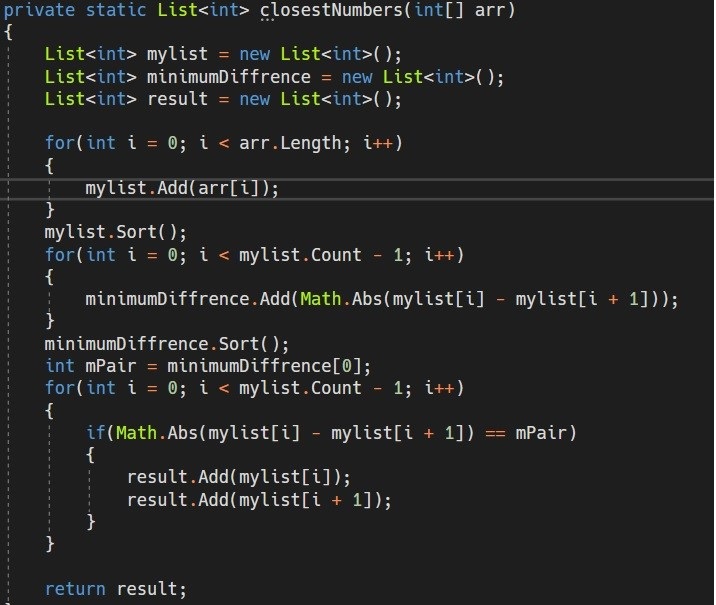 private static List<int> closestNumbers(int[] arr)
{
List<int> mylist = new List<int>();
List<int> minimumDiffrence = new List<int>();
List<int> result = new List<int>();
for(int i = 0; i < arr.Length; i++)
{
mylist.Add(arr[i]);
}
mylist.Sort();
for(int i = 0; i < mylist.Count - 1; i++)
{
minimumDiffrence.Add(Math.Abs(mylist[i] - mylist[i + 1]));
}
minimumDiffrence.Sort();
int mPair = minimumDiffrence[0];
for(int i = 0; i < mylist.Count - 1; i++)
{
if(Math.Abs(mylist[i] - mylist[i + 1]) == mPair)
{
result.Add(mylist[i]);
result.Add(mylist[i + 1]);
}
}
return result;